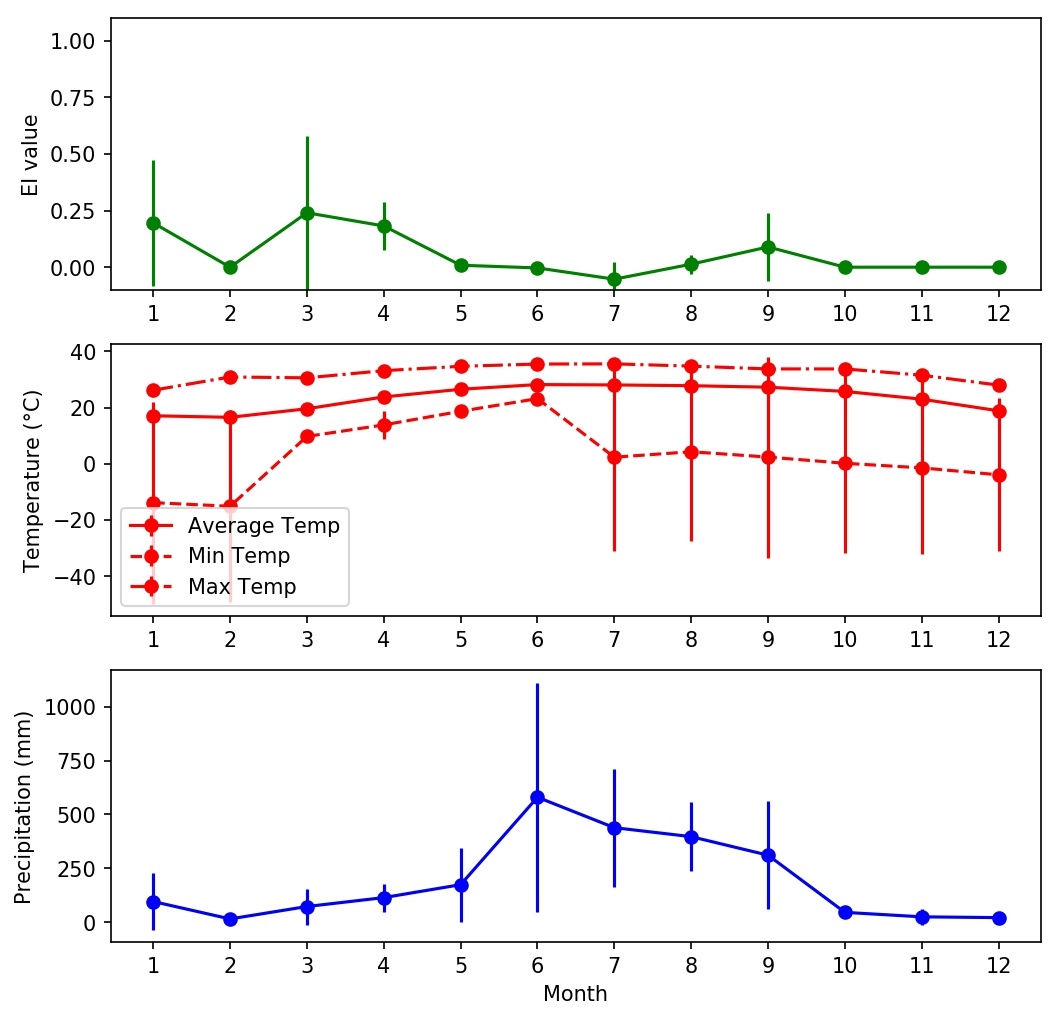 1.00
0.75
0.50
0.25
0.00
EI value
1 2 3 4 5 6 7 8 9 10 11 12
40
20
0
−20
−40
Temperature (°C)
Average Temp
Min Temp
Max Temp
1 2 3 4 5 6 7 8 9 10 11 12
1000
750
500
250
0
Precipitation (mm)
1 2 3 4 5 6 7 8 9 10 11 12
Month